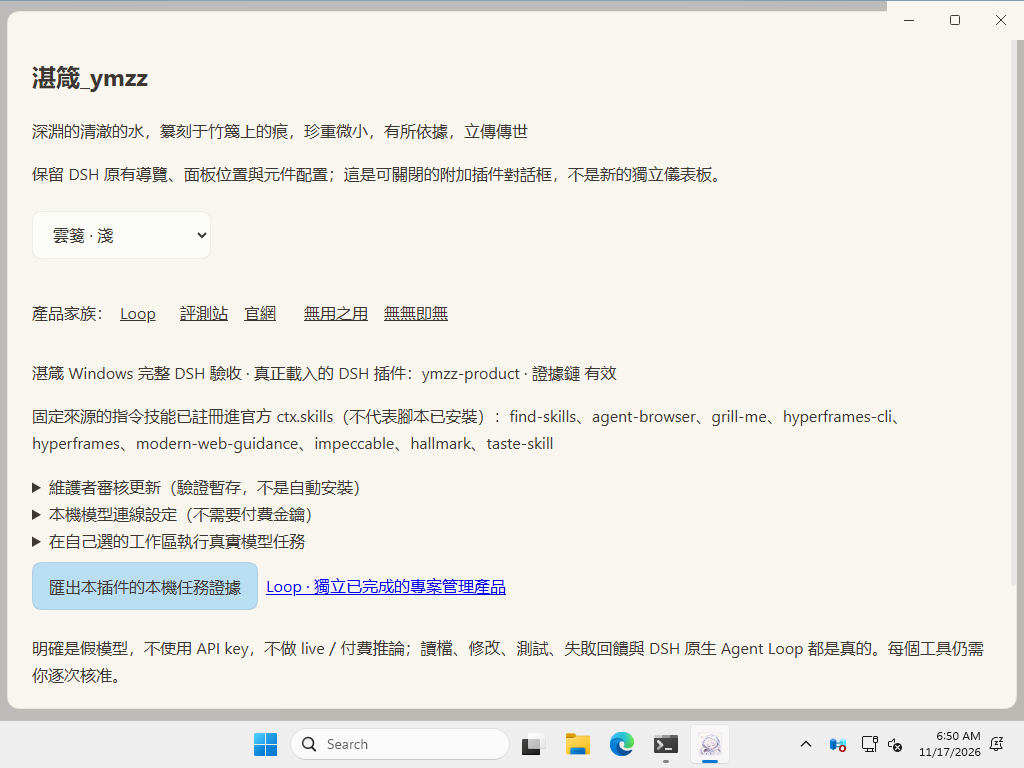 湛箴_ymzz
深淵的清澈的水，纂刻于竹篾上的痕，珍重微小，有所依據，立傳傳世
保留 DSH 原有導覽、面板位置與元件配置；這是可關閉的附加插件對話框，不是新的獨立儀表板。
雲箋 · 淺
產品家族： Loop 評測站 官網 無用之用 無無即無
湛箴 Windows 完整 DSH 驗收 · 真正載入的 DSH 插件：ymzz-product · 證據鏈 有效
固定來源的指令技能已註冊進官方 ctx.skills（不代表腳本已安裝）：find-skills、agent-browser、grill-me、hyperframes-cli、
hyperframes、modern-web-guidance、impeccable、hallmark、taste-skill
維護者審核更新（驗證暫存，不是自動安裝）
本機模型連線設定（不需要付費金鑰）
在自己選的工作區執行真實模型任務
匯出本插件的本機任務證據 Loop · 獨立已完成的專案管理產品
明確是假模型，不使用 API key，不做 live / 付費推論；讀檔、修改、測試、失敗回饋與 DSH 原生 Agent Loop 都是真的。每個工具仍需
你逐次核准。
Search
6:50 AM
11/17/2026